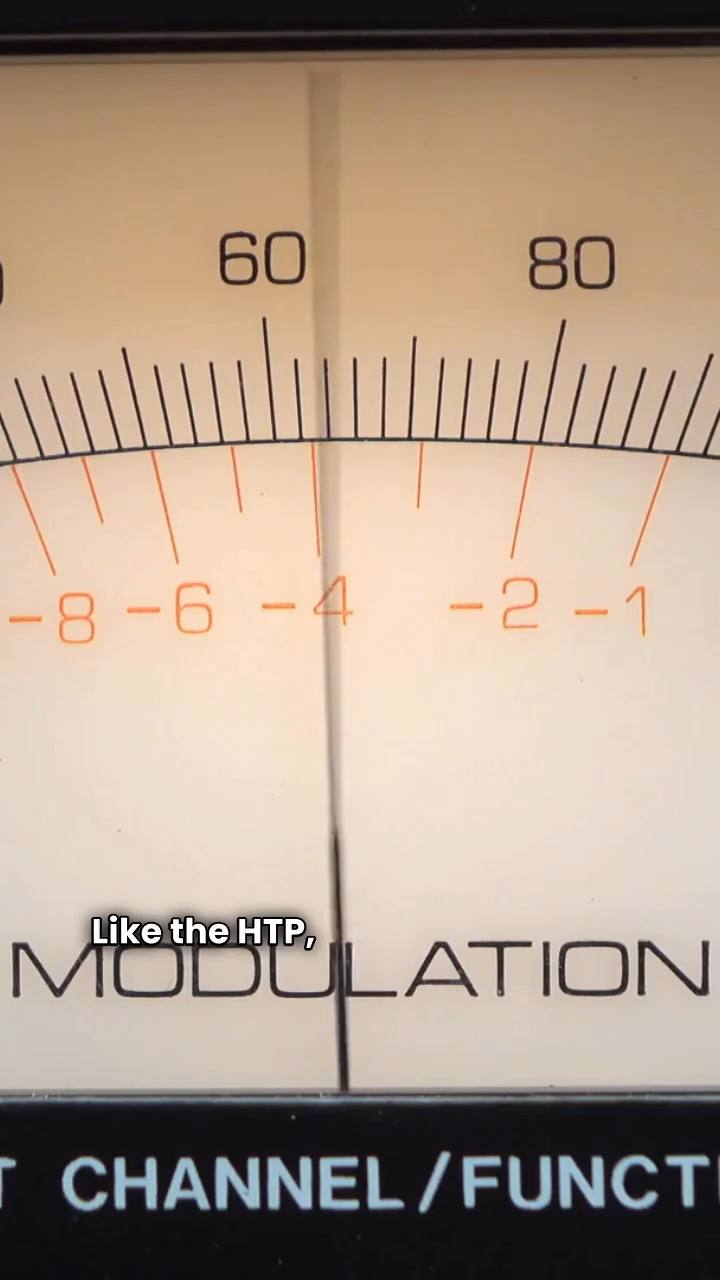 60 80
-8 -6 -4 -2 -1
Like the HTP,
MODULATION
CHANNEL/FUNCT